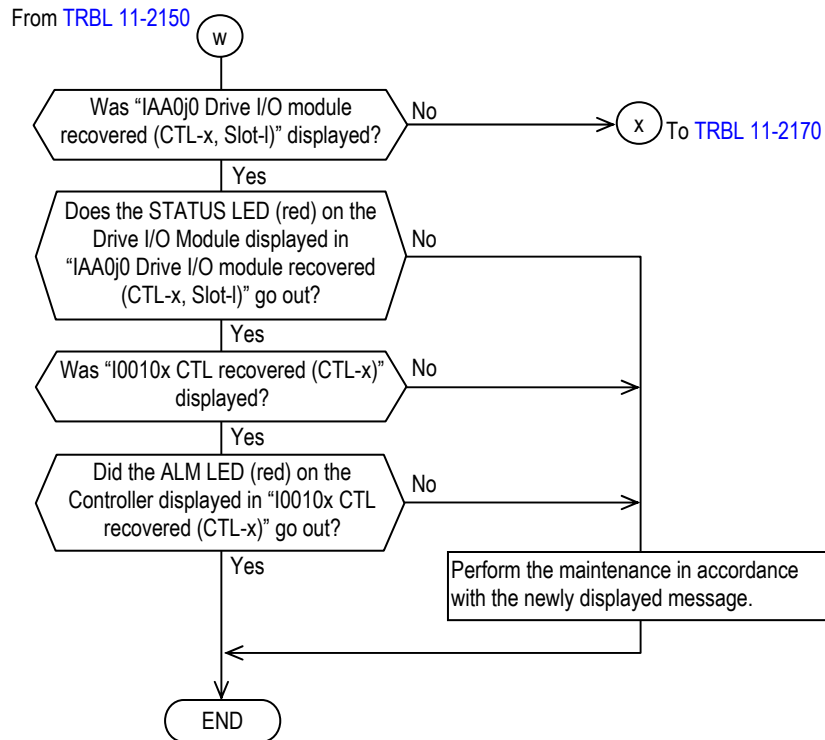 From TRBL 11-2150
w
Was “IAA0j0 Drive I/O module
recovered (CTL-x, Slot-l)” displayed?
No
x
To TRBL 11-2170
Yes
Does the STATUS LED (red) on the
Drive I/O Module displayed in
“IAA0j0 Drive I/O module recovered
(CTL-x, Slot-l)” go out?
No
Yes
Was “I0010x CTL recovered (CTL-x)”
displayed?
No
Yes
Did the ALM LED (red) on the
Controller displayed in “I0010x CTL
recovered (CTL-x)” go out?
No
Yes
Perform the maintenance in accordance
with the newly displayed message.
END